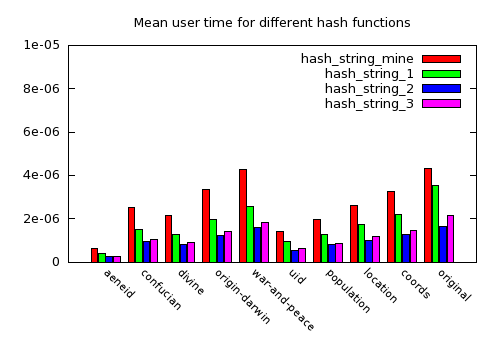 Mean user time for different hash functions
1e-05
8e-06
6e-06
4e-06
2e-06
0
hash_string_mine
hash_string_1
hash_string_2
hash_string_3
aeneid
confucian
divine
origin-darwin
war-and-peace
uid
population
location
coords
original